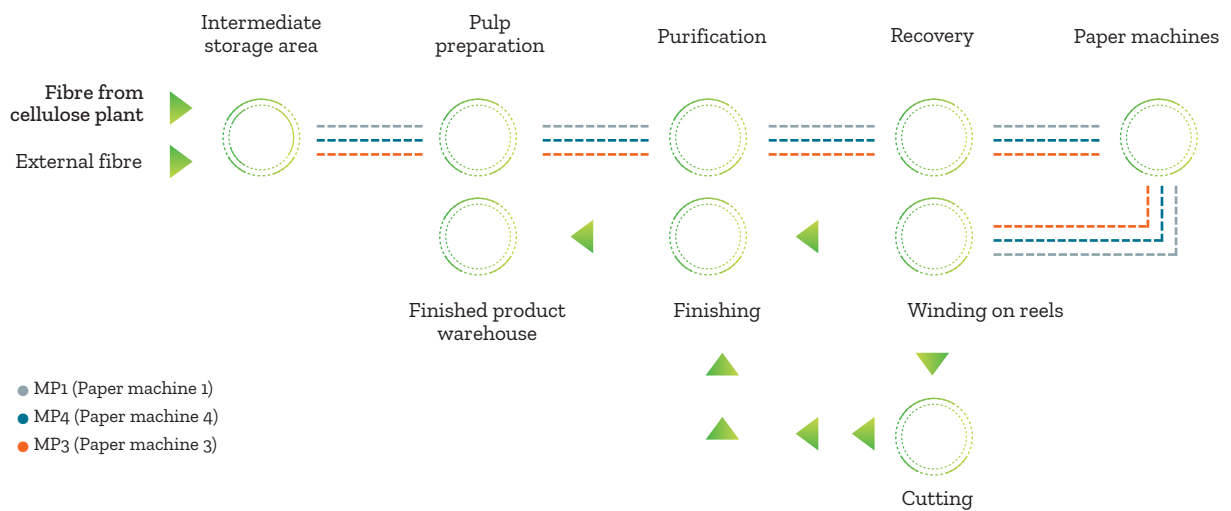 Intermediate
storage area
Pulp
preparation
Purification
Recovery
Paper machines
Fibre from
cellulose plant
External fibre
Finished product
warehouse
Finishing
Winding on reels
MP1 (Paper machine 1)
MP4 (Paper machine 4)
MP3 (Paper machine 3)
Cutting